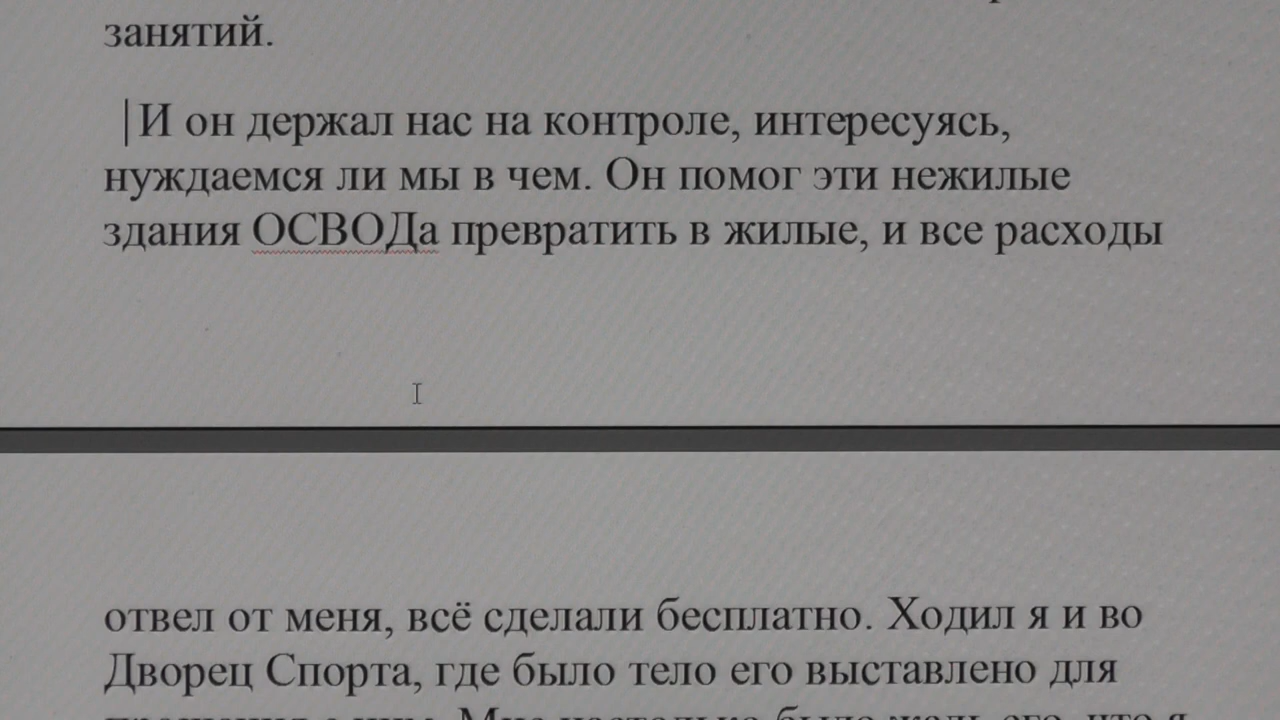 занятий.
И он держал нас на контроле, интересуясь,
нуждаемся ли мы в чем. Он помог эти нежилые
здания ОСВОДа превратить в жилые, и все расходы
отвел от меня, всё сделали бесплатно. Ходил я и во
Дворец Спорта, где было тело его выставлено для